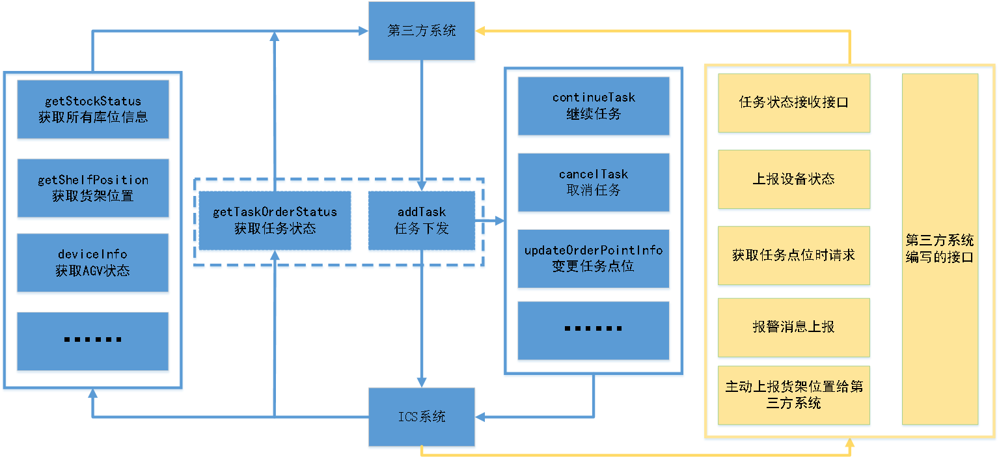 第三方系统
getStockStatus
获取所有库位信息
getShelfPosition
获取货架位置
deviceInfo
获取AGV状态
......
getTaskOrderStatus
获取任务状态
addTask
任务下发
continueTask
继续任务
cancelTask
取消任务
updateOrderPointInfo
变更任务点位
......
ICS系统
任务状态接收接口
上报设备状态
获取任务点位时请求
报警消息上报
主动上报货架位置给第
三方系统
第三方系统
编写的接口